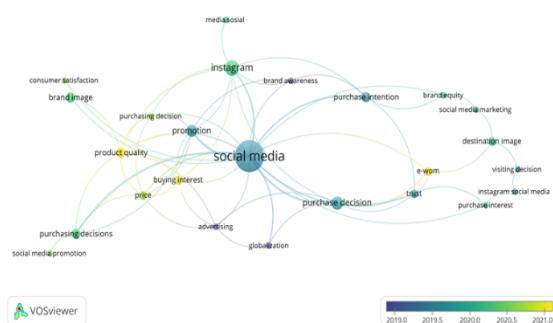 media sosial
instagram
consumer satisfaction
brand awareness
brand image
purchase intention
brand equity
social media marketing
purchasing decision
promotion
destination image
product quality
social media
e-wom
visiting decision
buying interest
price
trust
instagram social media
purchase decision
purchase interest
advertising
purchasing decisions
globalization
social media promotion
VOSviewer
2019.0 2019.5 2020.0 2020.5 2021.0